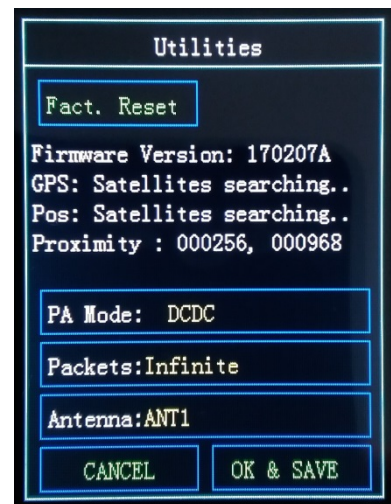 Utilities
Fact. Reset
Firmware Version: 170207A
GPS: Satellites searching..
Pos: Satellites searching..
Proximity : 000256, 000968
PA Mode: DCDC
Packets:Infinite
Antenna:ANT1
CANCEL OK & SAVE